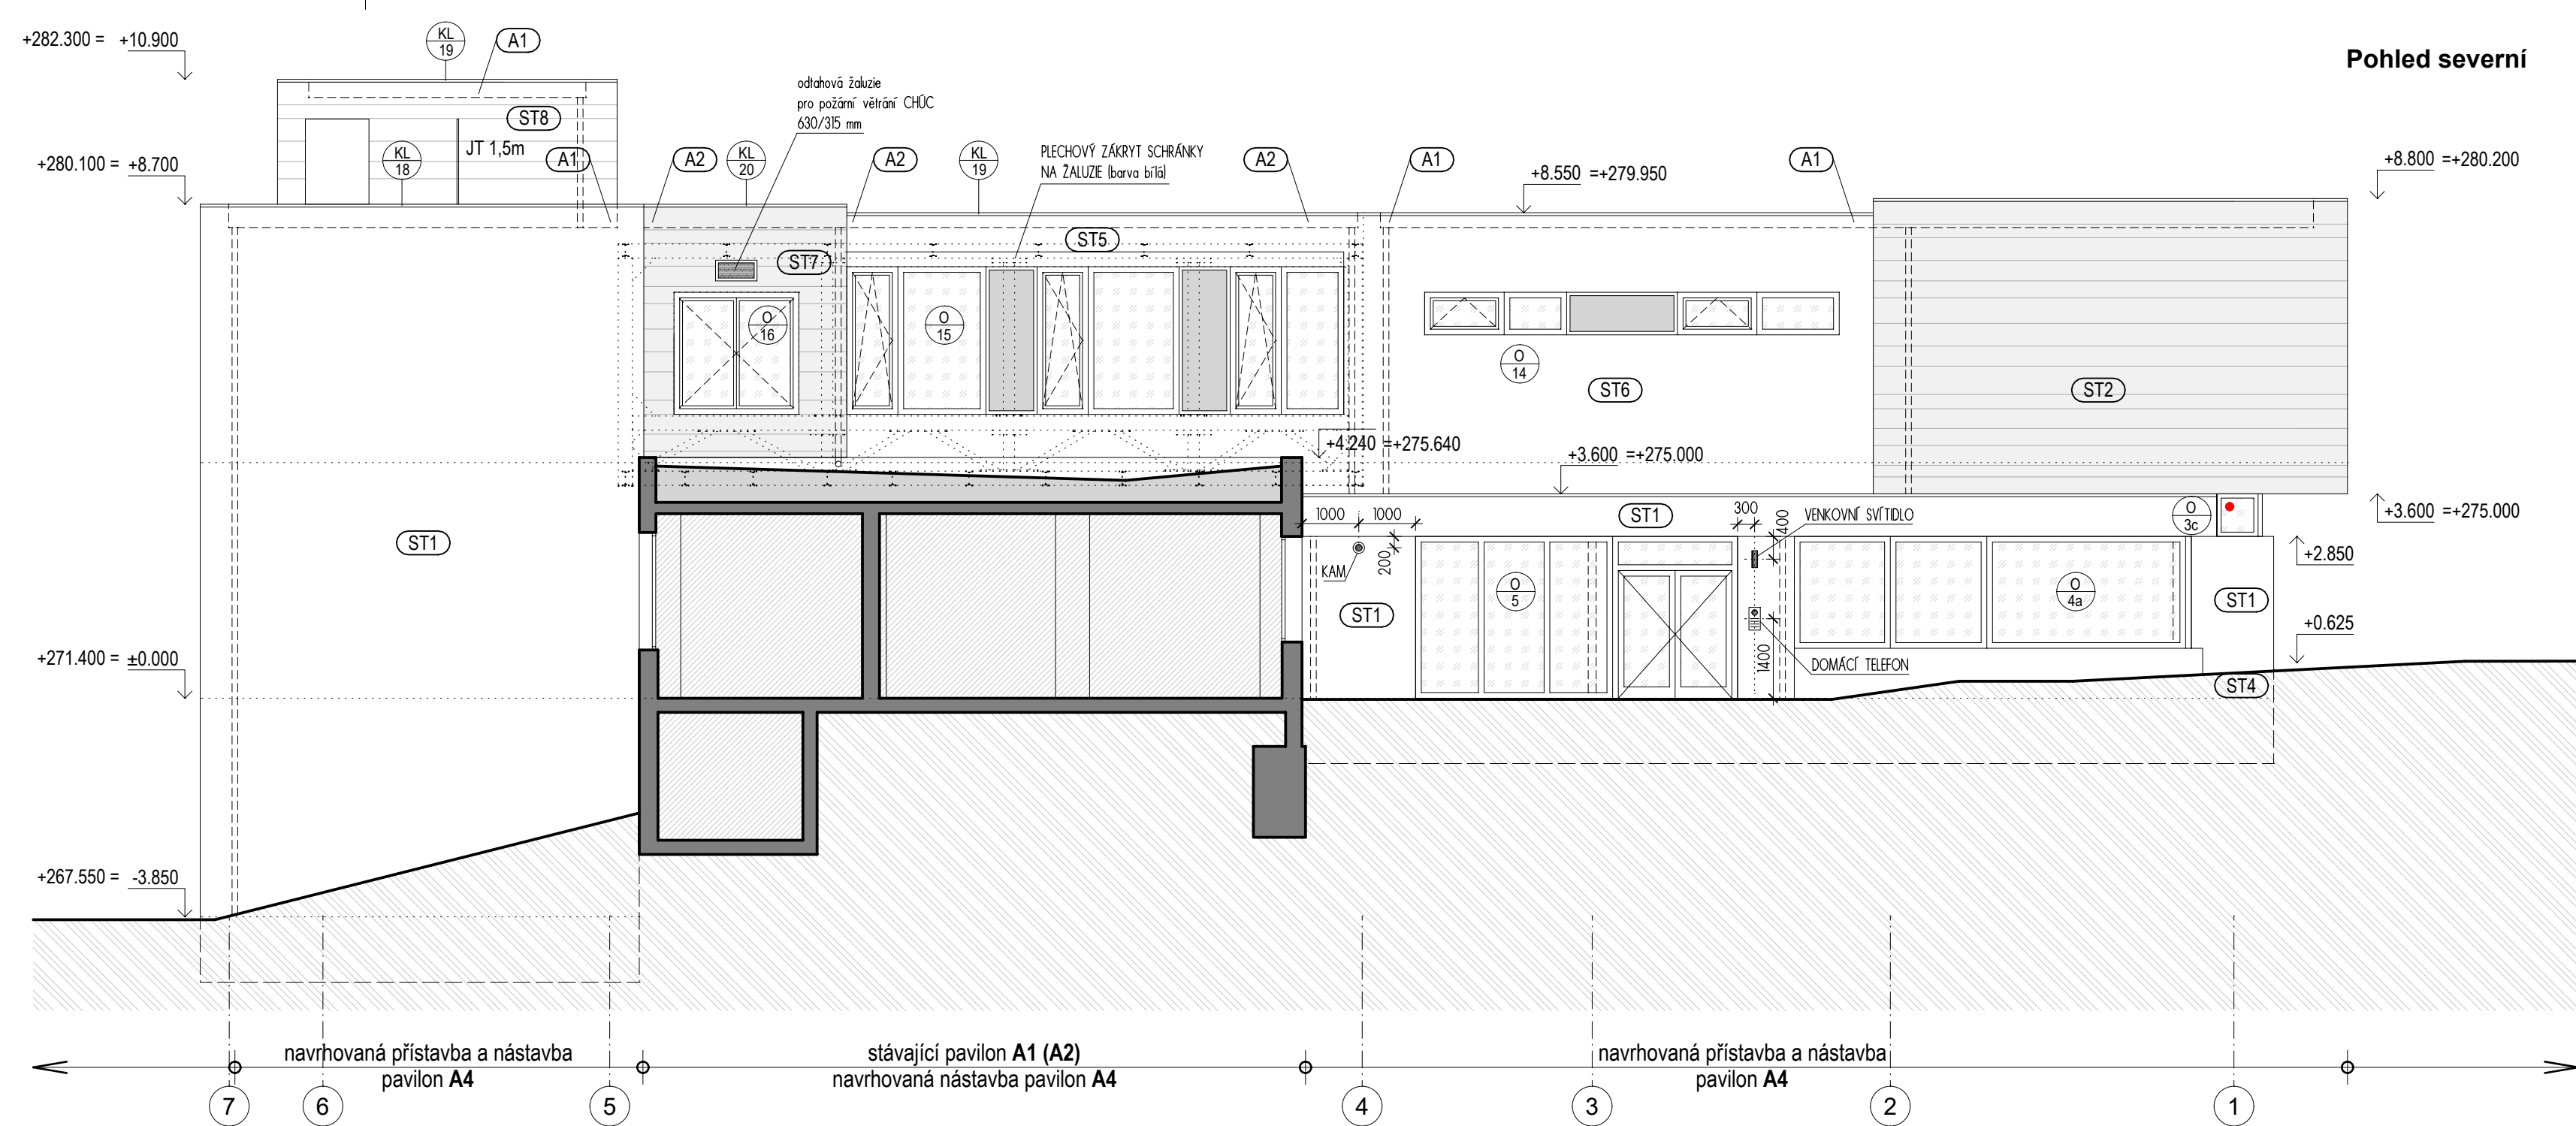 Pohled severní
+282.300 = +10.900
KL
19
A1
odtahová žaluzie
pro požární větrání CHÚC
630/315 mm
ST8
JT 1,5m
+280.100 = +8.700
KL
18
A1
A2
KL
20
A2
KL
19
PLECHOVÝ ZÁKRYT SCHRÁNKY
NA ŽALUZIE (barva bílá)
A2
A1
+8.550 =+279.950
A1
+8.800 =+280.200
ST5
ST7
O
16
O
15
O
14
ST6
ST2
+4.240 =+275.640
+3.600 =+275.000
+3.600 =+275.000
ST1
1000
1000
ST1
300
400
VENKOVNÍ SVÍTIDLO
O
3c
+2.850
200
KAM
O
5
O
4a
ST1
ST1
+0.625
1400
DOMÁCÍ TELEFON
+271.400 = ±0.000
ST4
+267.550 = -3.850
navrhovaná přístavba a nástavba
pavilon A4
stávající pavilon A1 (A2)
navrhovaná nástavba pavilon A4
navrhovaná přístavba a nástavba
pavilon A4
7
6
5
4
3
2
1